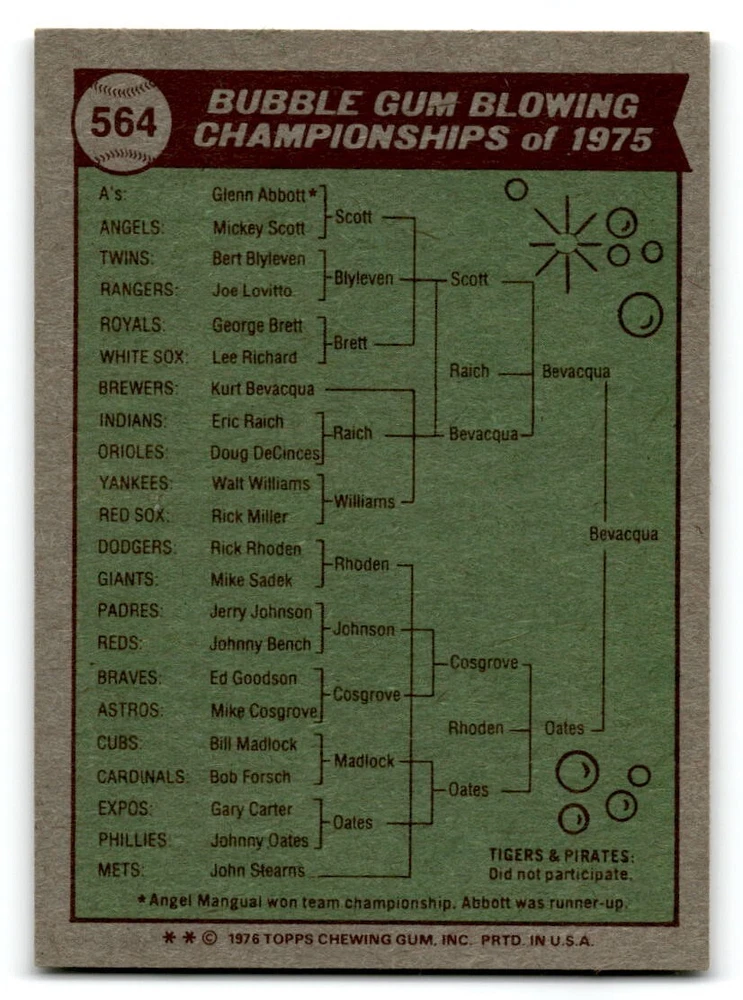 564
BUBBLE GUM BLOWING
CHAMPIONSHIPS of 1975
A's: Glenn Abbott*
Scott
ANGELS: Mickey Scott
TWINS: Bert Blyleven
Blyleven Scott
RANGERS: Joe Lovitto
ROYALS: George Brett
Brett
WHITE SOX: Lee Richard
Raich Bevacqua
BREWERS: Kurt Bevacqua
INDIANS: Eric Raich
Raich Bevacqua
ORIOLES: Doug DeCinces
YANKEES: Walt Williams
Williams
RED SOX: Rick Miller
Bevacqua
DODGERS: Rick Rhoden
Rhoden
GIANTS: Mike Sadek
PADRES: Jerry Johnson
Johnson
REDS: Johnny Bench
Cosgrove
BRAVES: Ed Goodson
Cosgrove
ASTROS: Mike Cosgrove
Rhoden Oates
CUBS: Bill Madlock
Madlock
CARDINALS: Bob Forsch
Oates
EXPOS: Gary Carter
Oates
PHILLIES: Johnny Oates
METS: John Stearns
TIGERS & PIRATES:
Did not participate.
*Angel Mangual won team championship. Abbott was runner-up.
* * © 1976 TOPPS CHEWING GUM, INC. PRTD. IN U.S.A.